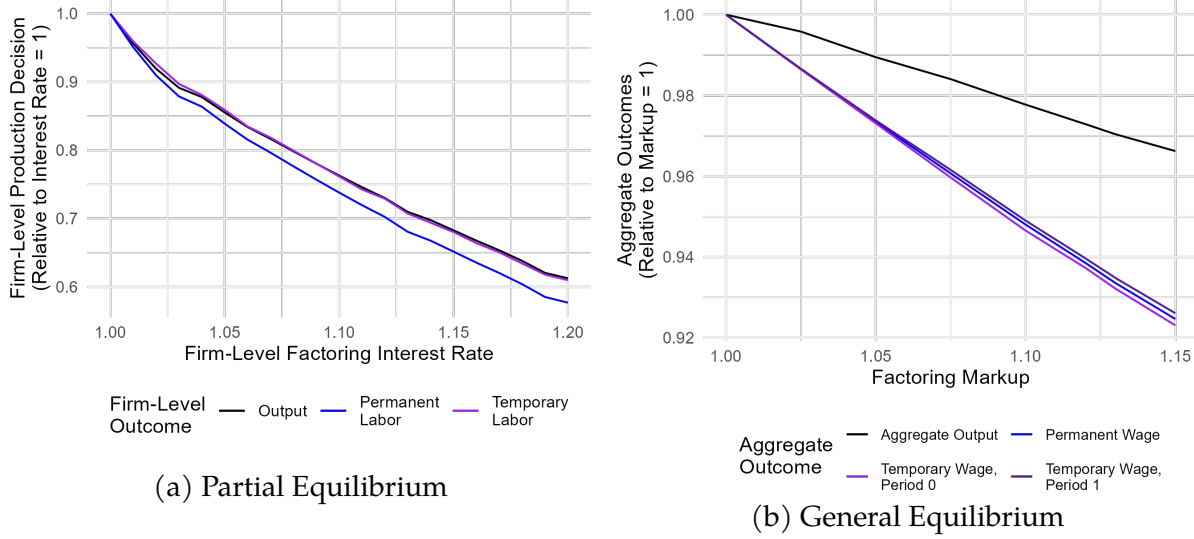 Firm-Level Production Decision
(Relative to Interest Rate = 1)
1.0
0.9
0.8
0.7
0.6
1.00 1.05 1.10 1.15 1.20
Firm-Level Factoring Interest Rate
Firm-Level
Outcome
Output
Permanent
Labor
Temporary
Labor
(a) Partial Equilibrium
Aggregate Outcomes
(Relative to Markup = 1)
1.00
0.98
0.96
0.94
0.92
1.00 1.05 1.10 1.15
Factoring Markup
Aggregate
Outcome
Aggregate Output
Permanent Wage
Temporary Wage,
Period 0
Temporary Wage,
Period 1
(b) General Equilibrium